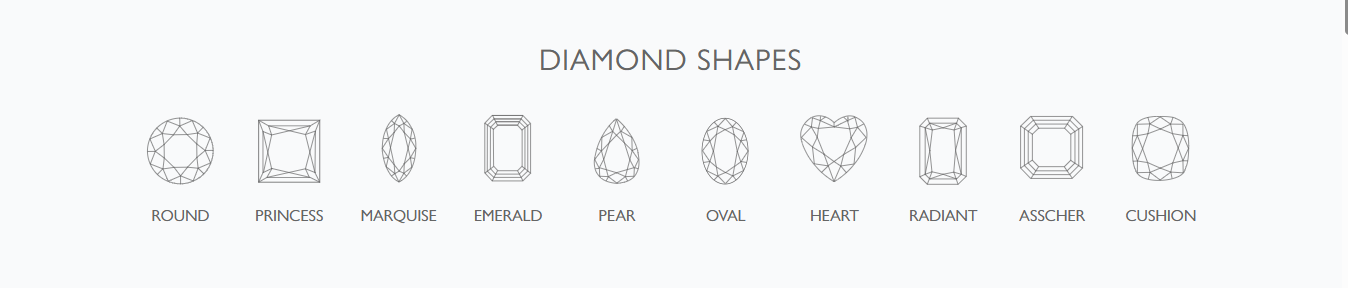 DIAMOND SHAPES
ROUND PRINCESS MARQUISE EMERALD PEAR OVAL HEART RADIANT ASSCHER CUSHION